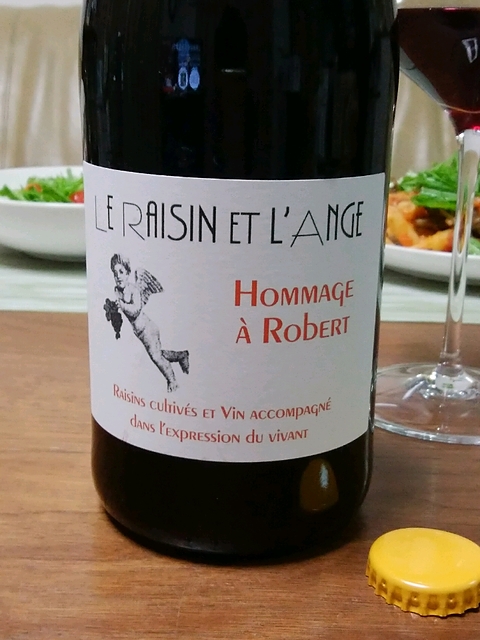 LE RAISIN ET L'ANGE
HOMMAGE
À ROBERT
RAISINS CULTIVÉS ET VIN ACCOMPAGNÉ
DANS L'EXPRESSION DU VIVANT